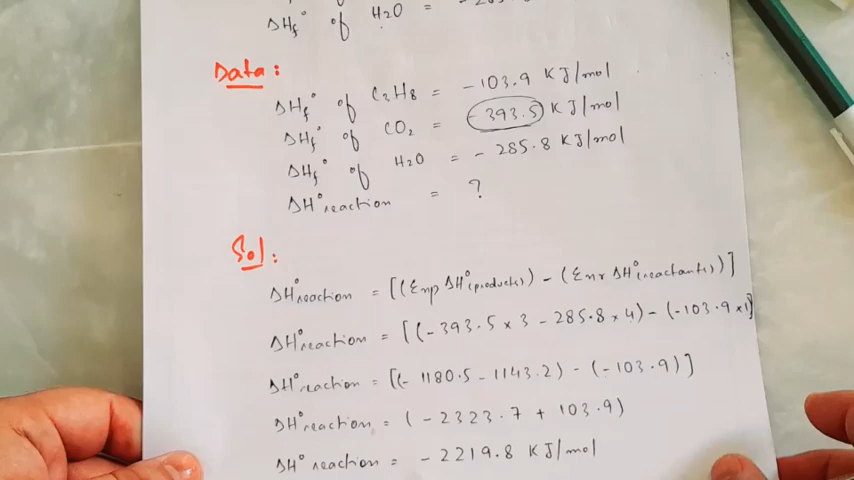 ΔHf° of H2O = - 285.
Data:
ΔHf° of C3H8 = -103.9 KJ/mol
ΔHf° of CO2 = -393.5 KJ/mol
ΔHf° of H2O = - 285.8 KJ/mol
ΔH° reaction = ?
Sol:
ΔH° reaction = [(Σnp ΔH°(products) - (Σnr ΔH°(reactants)]
ΔH° reaction = [(-393.5 x 3 - 285.8 x 4) - (-103.9 x 1]
ΔH° reaction = [(- 1180.5 - 1143.2) - (-103.9)]
ΔH° reaction = (- 2323.7 + 103.9)
ΔH° reaction = - 2219.8 KJ/mol